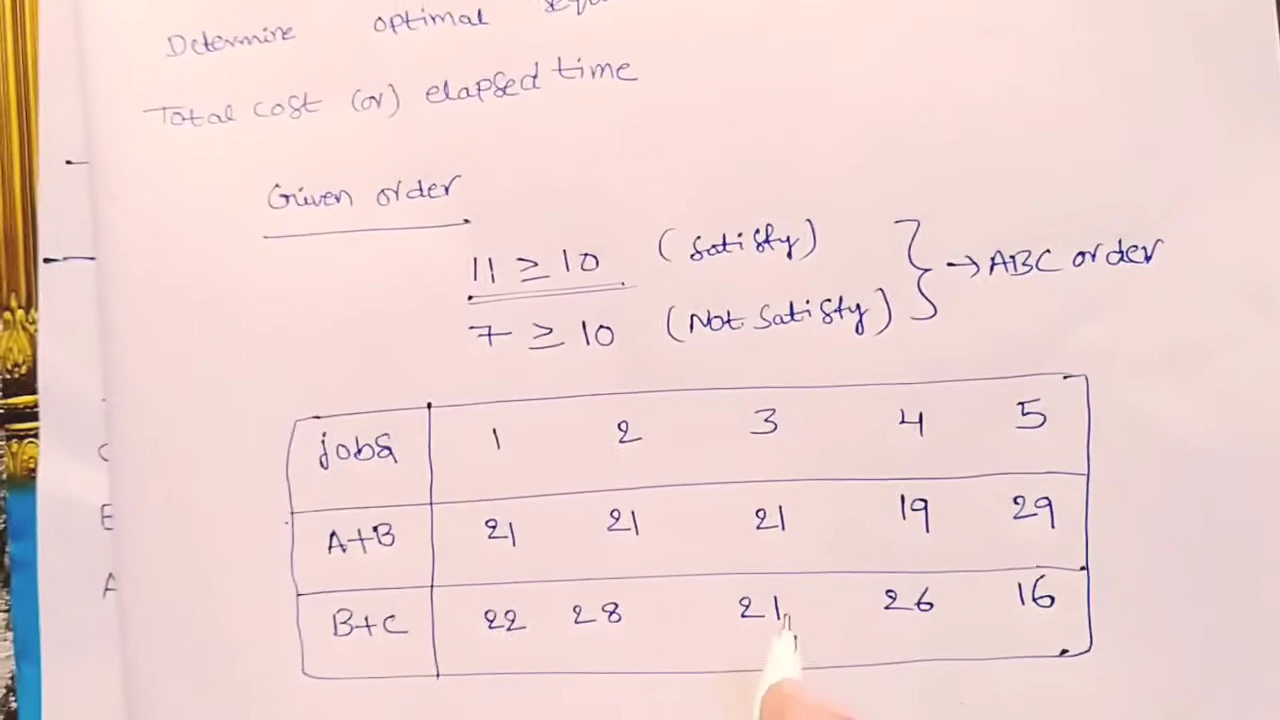 Determine optimal
Total cost (or) elapsed time
Given order
11 ≥ 10 (Satisfy)
7 ≥ 10 (Not Satisfy) } → ABC order
jobs 1 2 3 4 5
A+B 21 21 21 19 29
B+C 22 28 21 26 16
E
A